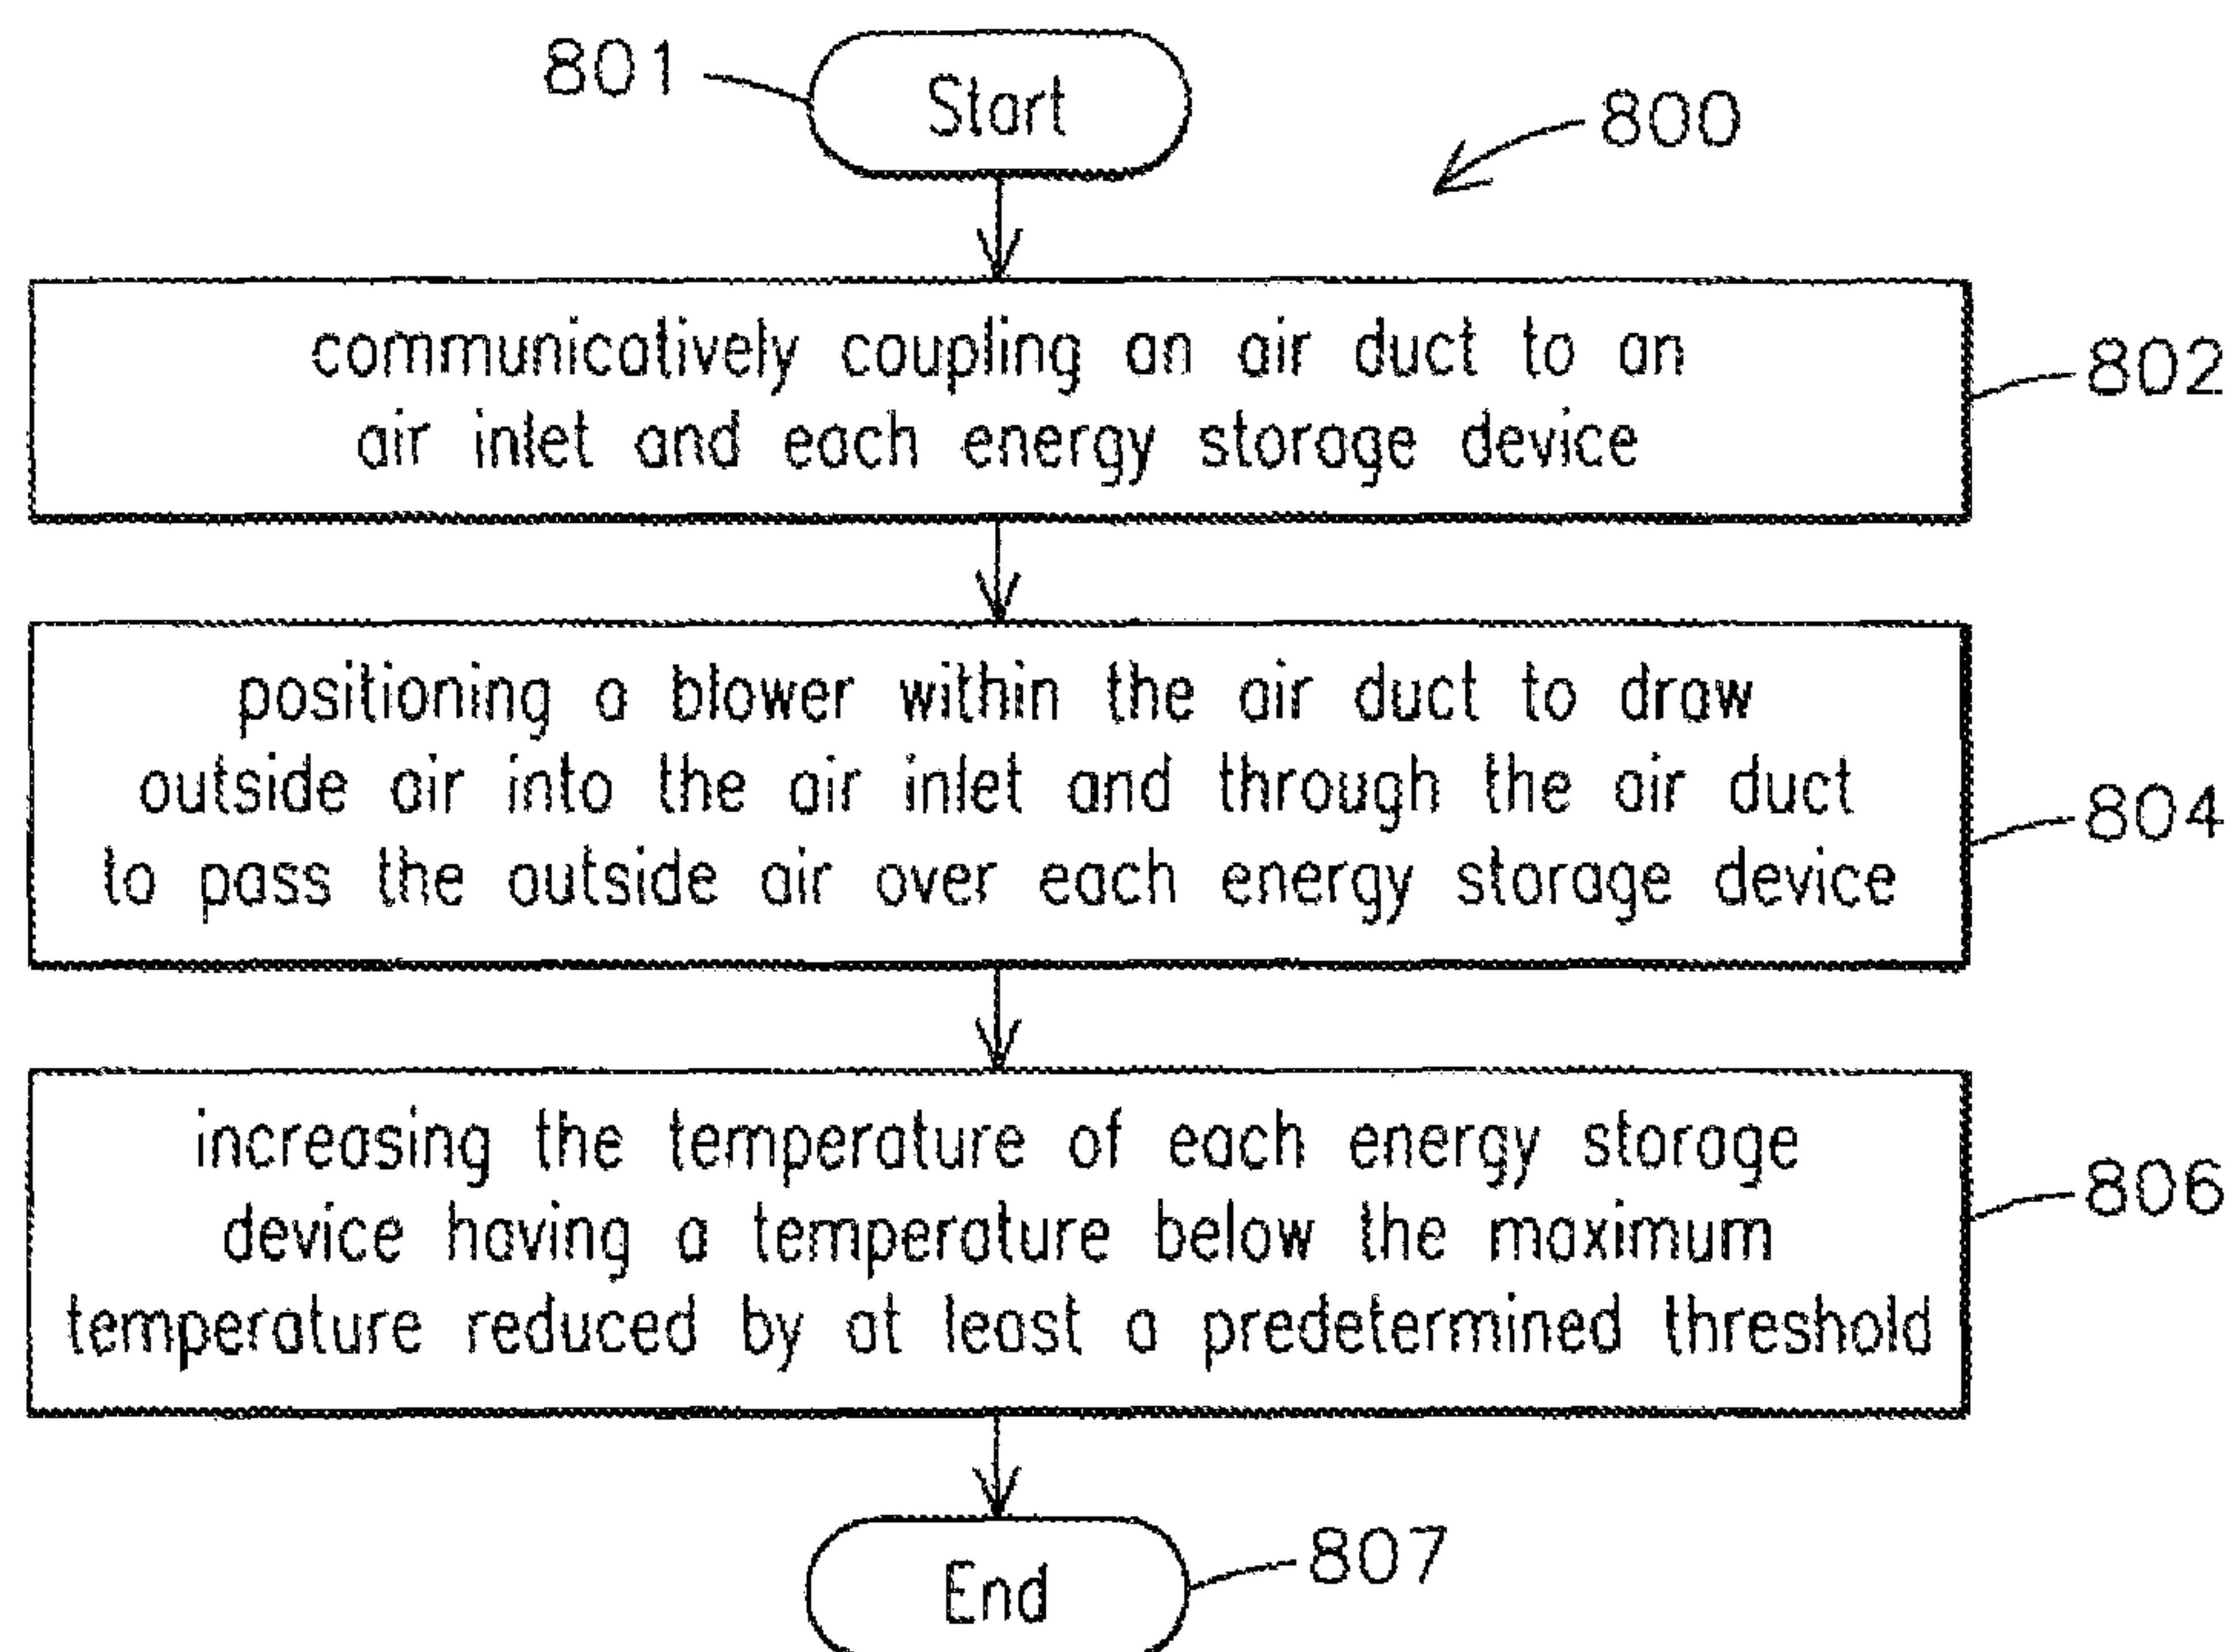 801
Start
800
communicatively coupling an air duct to an
air inlet and each energy storage device
802
positioning a blower within the air duct to draw
outside air into the air inlet and through the air duct
to pass the outside air over each energy storage device
804
increasing the temperature of each energy storage
device having a temperature below the maximum
temperature reduced by at least a predetermined threshold
806
End
807